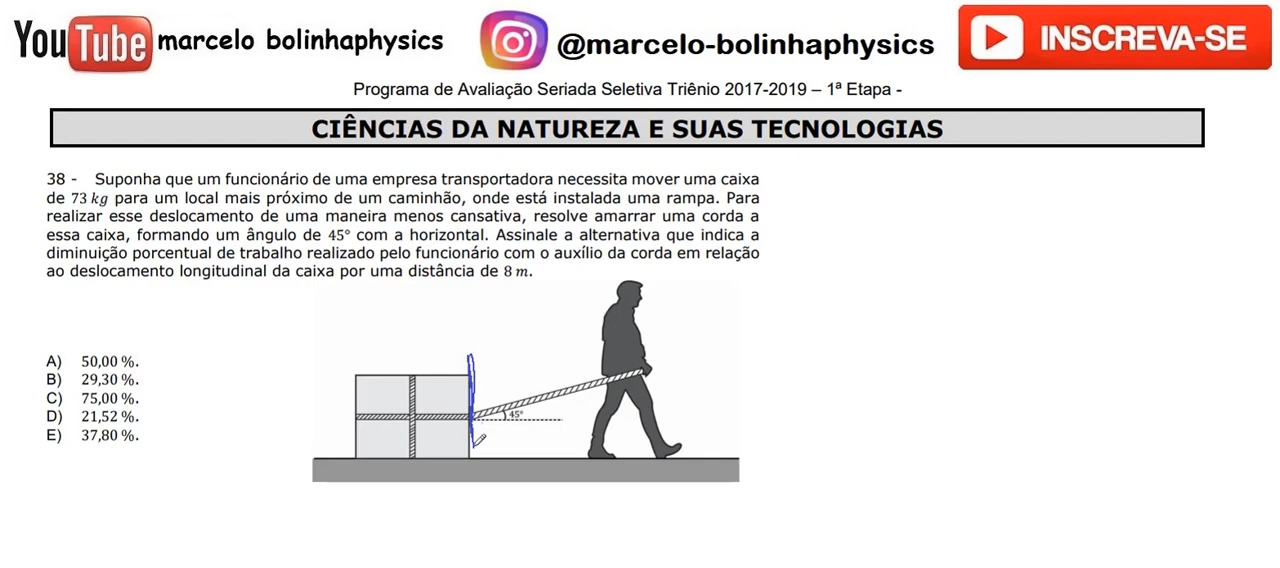 YouTube marcelo bolinhaphysics
@marcelo-bolinhaphysics
INSCREVA-SE
Programa de Avaliação Seriada Seletiva Triênio 2017-2019 – 1ª Etapa -
CIÊNCIAS DA NATUREZA E SUAS TECNOLOGIAS
38 - Suponha que um funcionário de uma empresa transportadora necessita mover uma caixa
de 73 kg para um local mais próximo de um caminhão, onde está instalada uma rampa. Para
realizar esse deslocamento de uma maneira menos cansativa, resolve amarrar uma corda a
essa caixa, formando um ângulo de 45° com a horizontal. Assinale a alternativa que indica a
diminuição porcentual de trabalho realizado pelo funcionário com o auxílio da corda em relação
ao deslocamento longitudinal da caixa por uma distância de 8 m.
A) 50,00 %.
B) 29,30 %.
C) 75,00 %.
D) 21,52 %.
E) 37,80 %.
45°